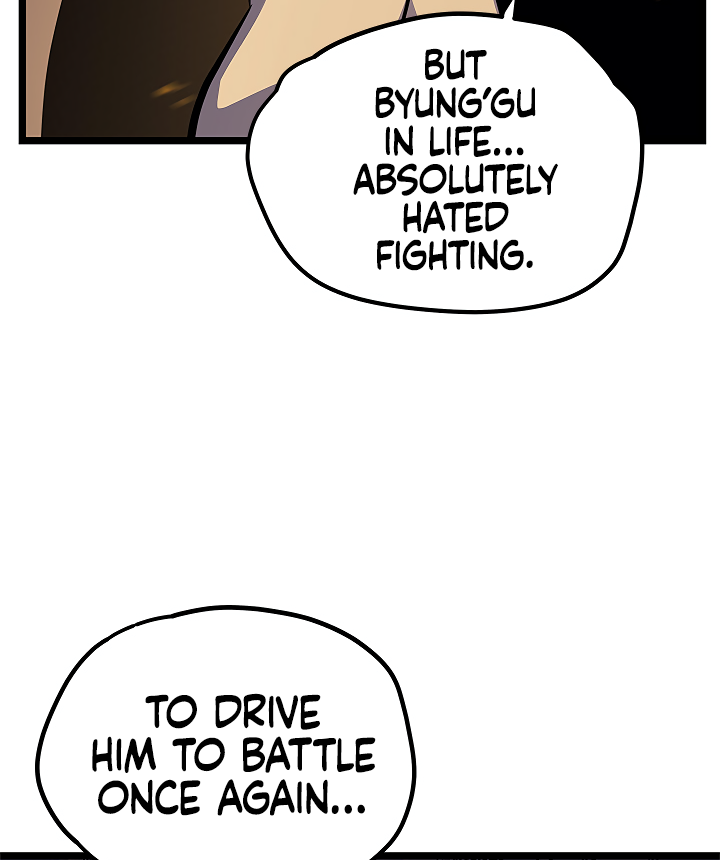 BUT
BYUNG'GU
IN LIFE...
ABSOLUTELY
HATED
FIGHTING.
TO DRIVE
HIM TO BATTLE
ONCE AGAIN...